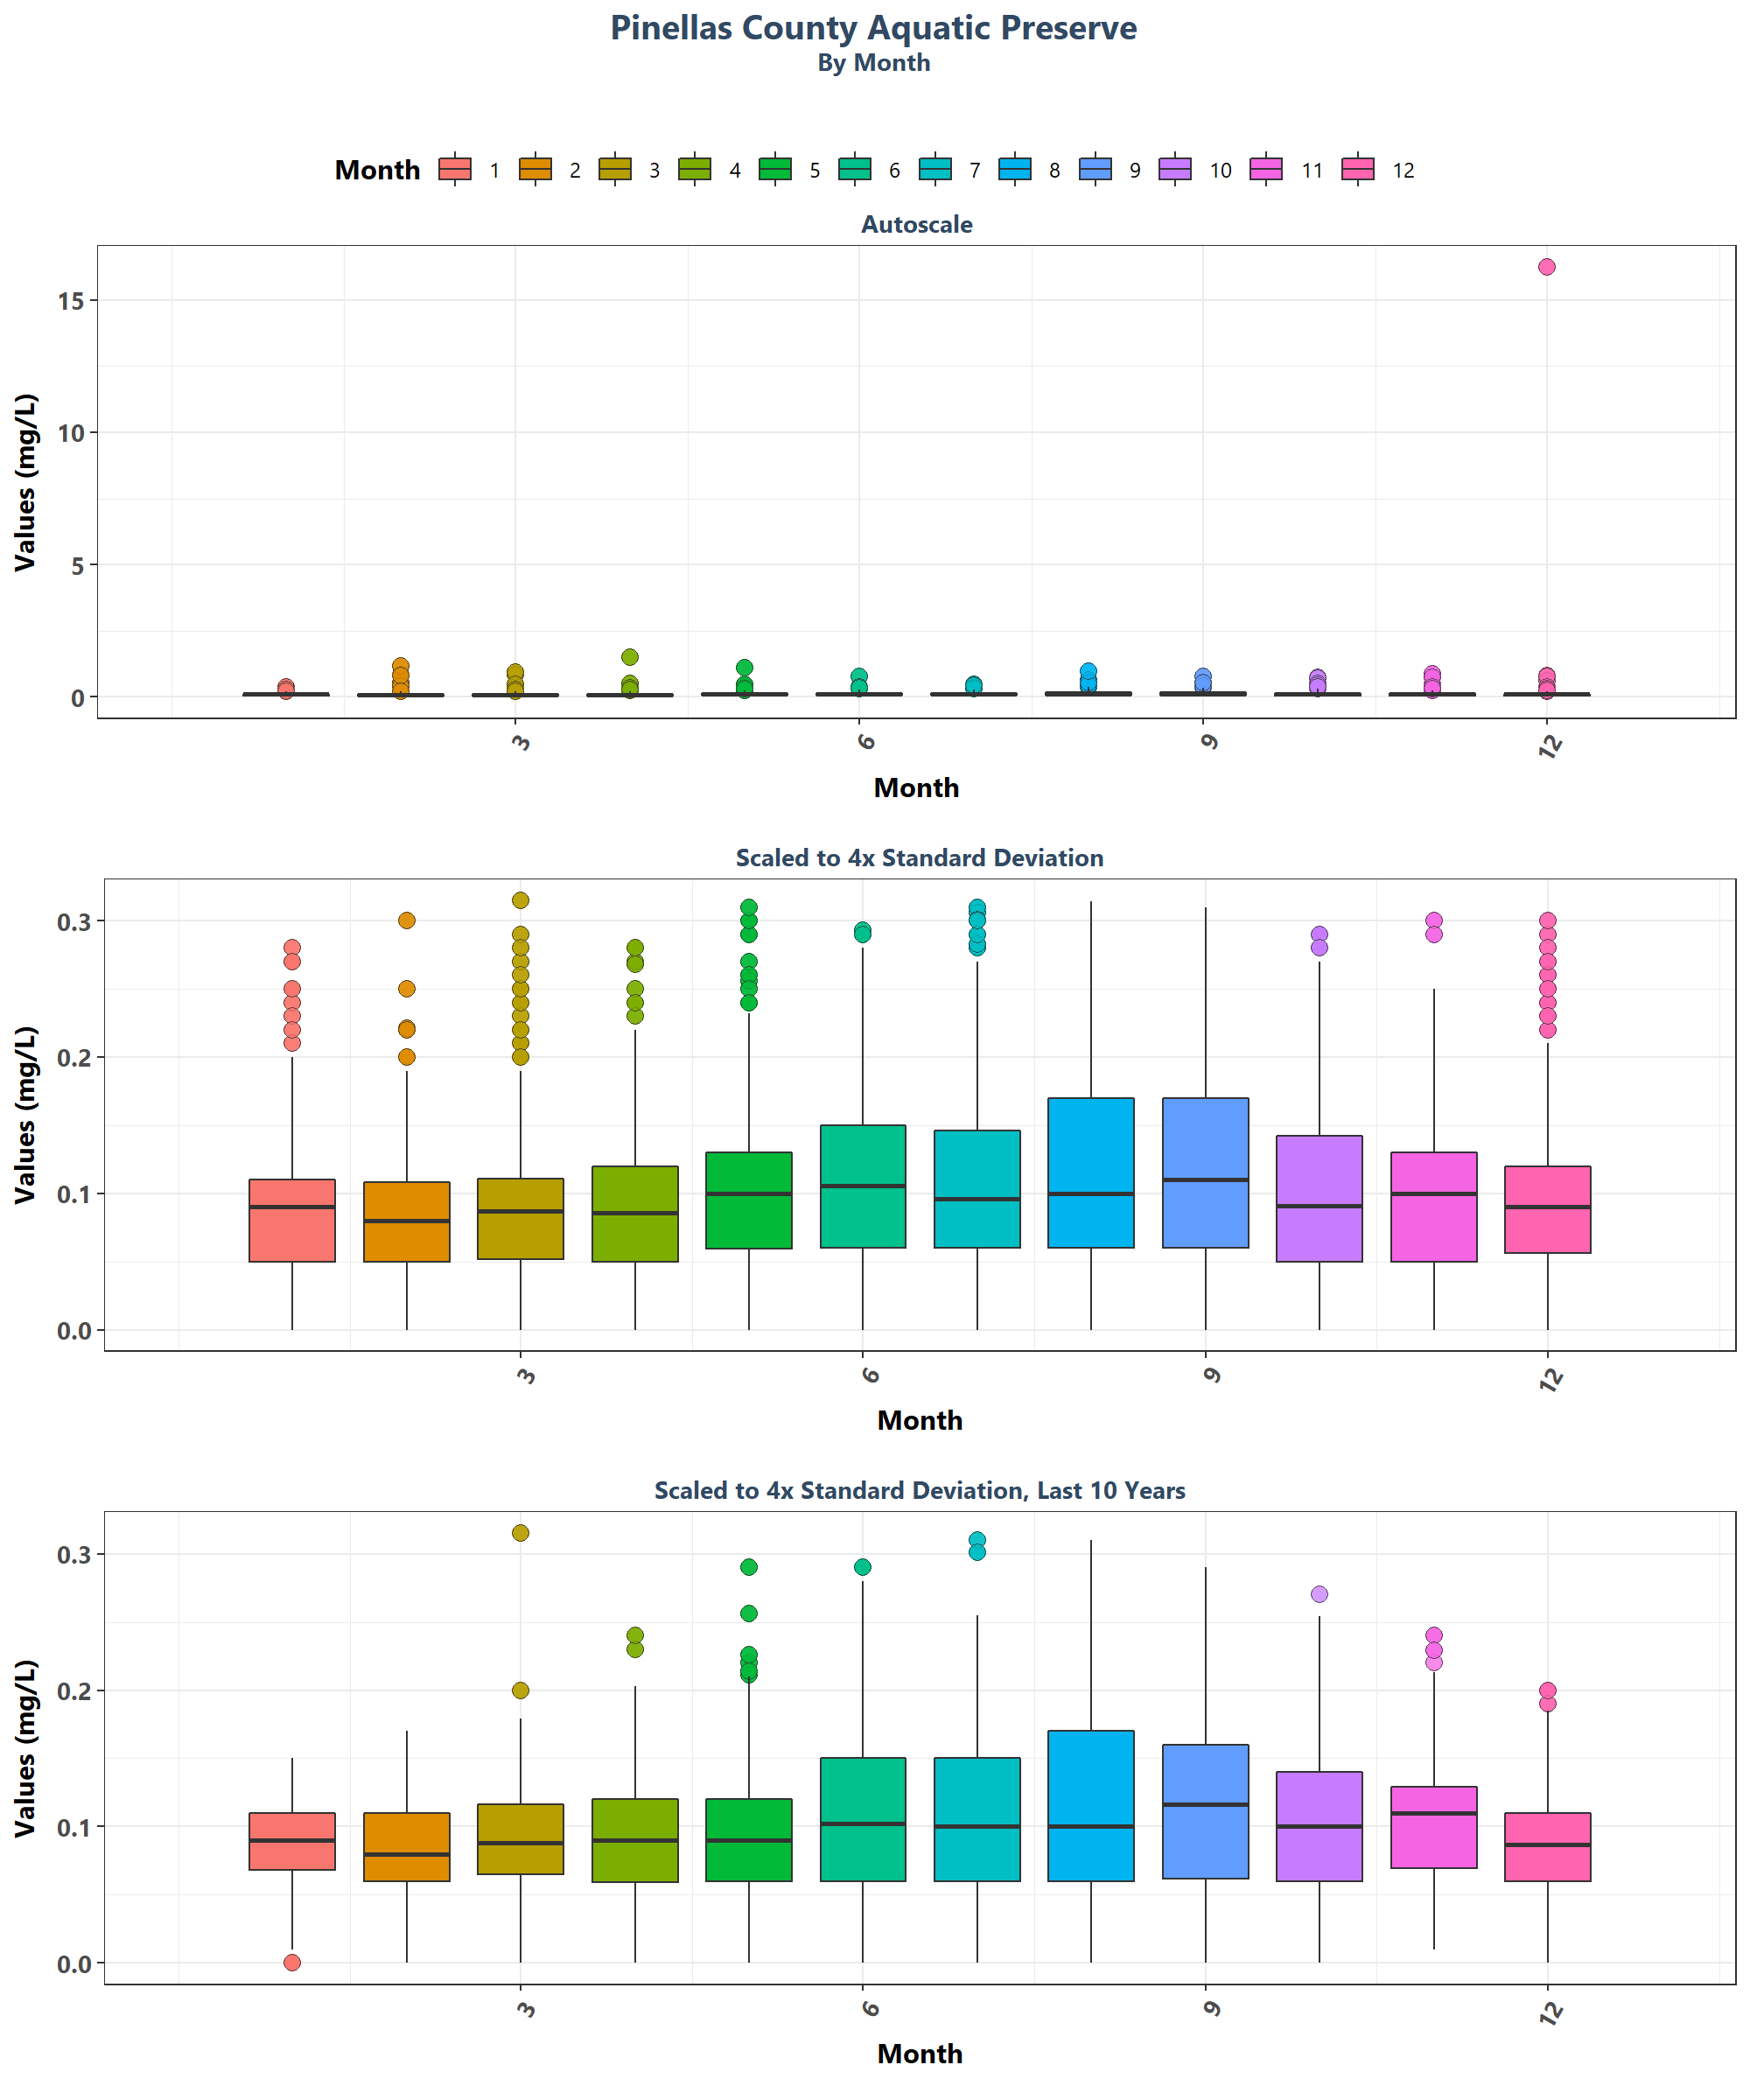 Pinellas County Aquatic Preserve
By Month
Month 1 2 3 4 5 6 7 8 9 10 11 12
Autoscale
Values (mg/L)
15
10
5
0
3 6 9 12
Month
Scaled to 4x Standard Deviation
Values (mg/L)
0.3
0.2
0.1
0.0
3 6 9 12
Month
Scaled to 4x Standard Deviation, Last 10 Years
Values (mg/L)
0.3
0.2
0.1
0.0
3 6 9 12
Month